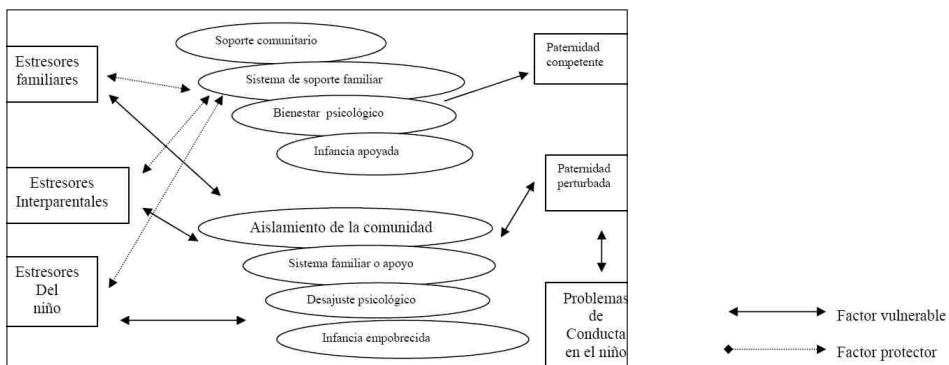 Estresores
familiares
Estresores
Interparentales
Estresores
Del
niño
Soporte comunitario
Sistema de soporte familiar
Bienestar psicológico
Infancia apoyada
Aislamiento de la comunidad
Sistema familiar o apoyo
Desajuste psicológico
Infancia empobrecida
Paternidad
competente
Paternidad
perturbada
Problemas
de
Conducta
en el niño
Factor vulnerable
Factor protector